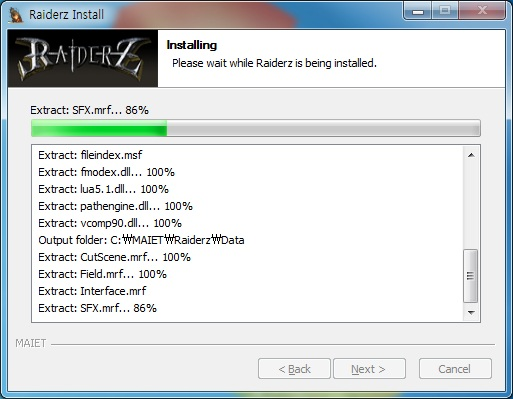 Raiderz Install
RAIDERZ
Installing
Please wait while Raiderz is being installed.
Extract: SFX.mrf... 86%
Extract: fileindex.msf
Extract: fmodex.dll... 100%
Extract: lua5.1.dll... 100%
Extract: pathengine.dll... 100%
Extract: vcomp90.dll... 100%
Output folder: C:₩MAIET₩Raiderz₩Data
Extract: CutScene.mrf... 100%
Extract: Field.mrf... 100%
Extract: Interface.mrf
Extract: SFX.mrf... 86%
MAIET
< Back Next > Cancel